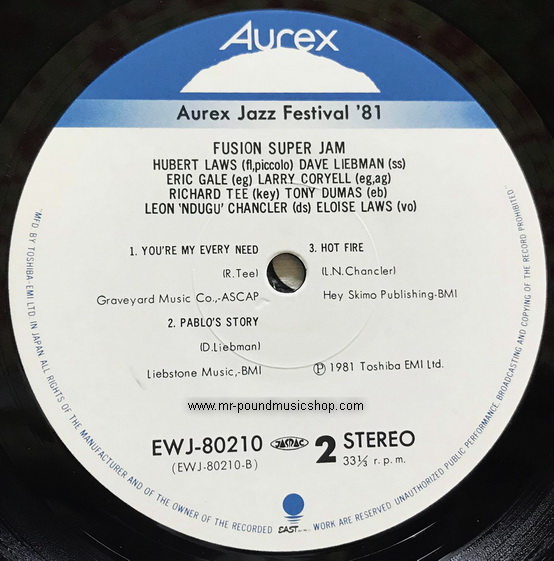 Aurex
Aurex Jazz Festival '81
FUSION SUPER JAM
HUBERT LAWS (fl,piccolo) DAVE LIEBMAN (ss)
ERIC GALE (eg) LARRY CORYELL (eg,ag)
RICHARD TEE (key) TONY DUMAS (eb)
LEON 'NDUGU' CHANCLER (ds) ELOISE LAWS (vo)
1. YOU'RE MY EVERY NEED
(R.Tee)
Graveyard Music Co.,-ASCAP
2. PABLO'S STORY
(D.Liebman)
Liebstone Music,-BMI
3. HOT FIRE
(L.N.Chancler)
Hey Skimo Publishing-BMI
Ⓟ 1981 Toshiba EMI Ltd.
www.mr-poundmusicshop.com
EWJ-80210 JASRAC 2 STEREO
(EWJ-80210-B) 33⅓ r.p.m.
EAST
"MF'D BY TOSHIBA EMI LTD. IN JAPAN ALL RIGHTS OF THE MANUFACTURER AND OF THE OWNER OF THE RECORDED WORK ARE RESERVED UNAUTHORIZED PUBLIC PERFORMANCE, BROADCASTING AND COPYING OF THE RECORD PROHIBITED"